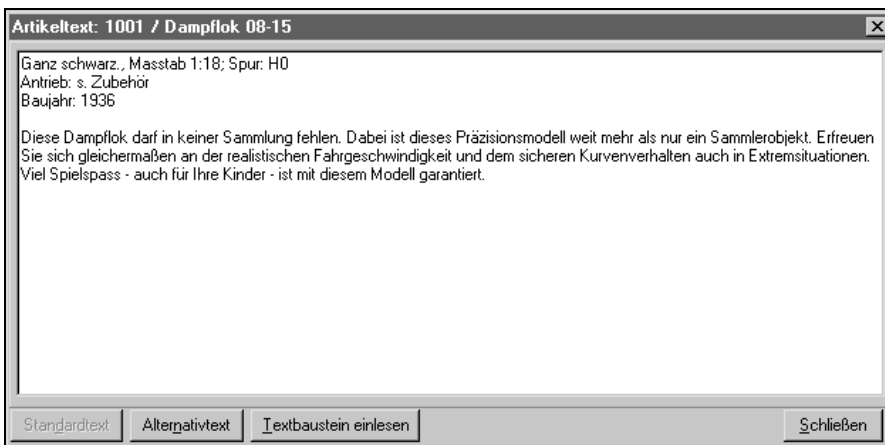 Artikeltext: 1001 / Dampflok 08-15
Ganz schwarz., Masstab 1:18; Spur: H0
Antrieb: s. Zubehör
Baujahr: 1936
Diese Dampflok darf in keiner Sammlung fehlen. Dabei ist dieses Präzisionsmodell weit mehr als nur ein Sammlerobjekt. Erfreuen
Sie sich gleichermaßen an der realistischen Fahrgeschwindigkeit und dem sicheren Kurvenverhalten auch in Extremsituationen.
Viel Spielspass - auch für Ihre Kinder - ist mit diesem Modell garantiert.
Standardtext Alternativtext Textbaustein einlesen Schließen